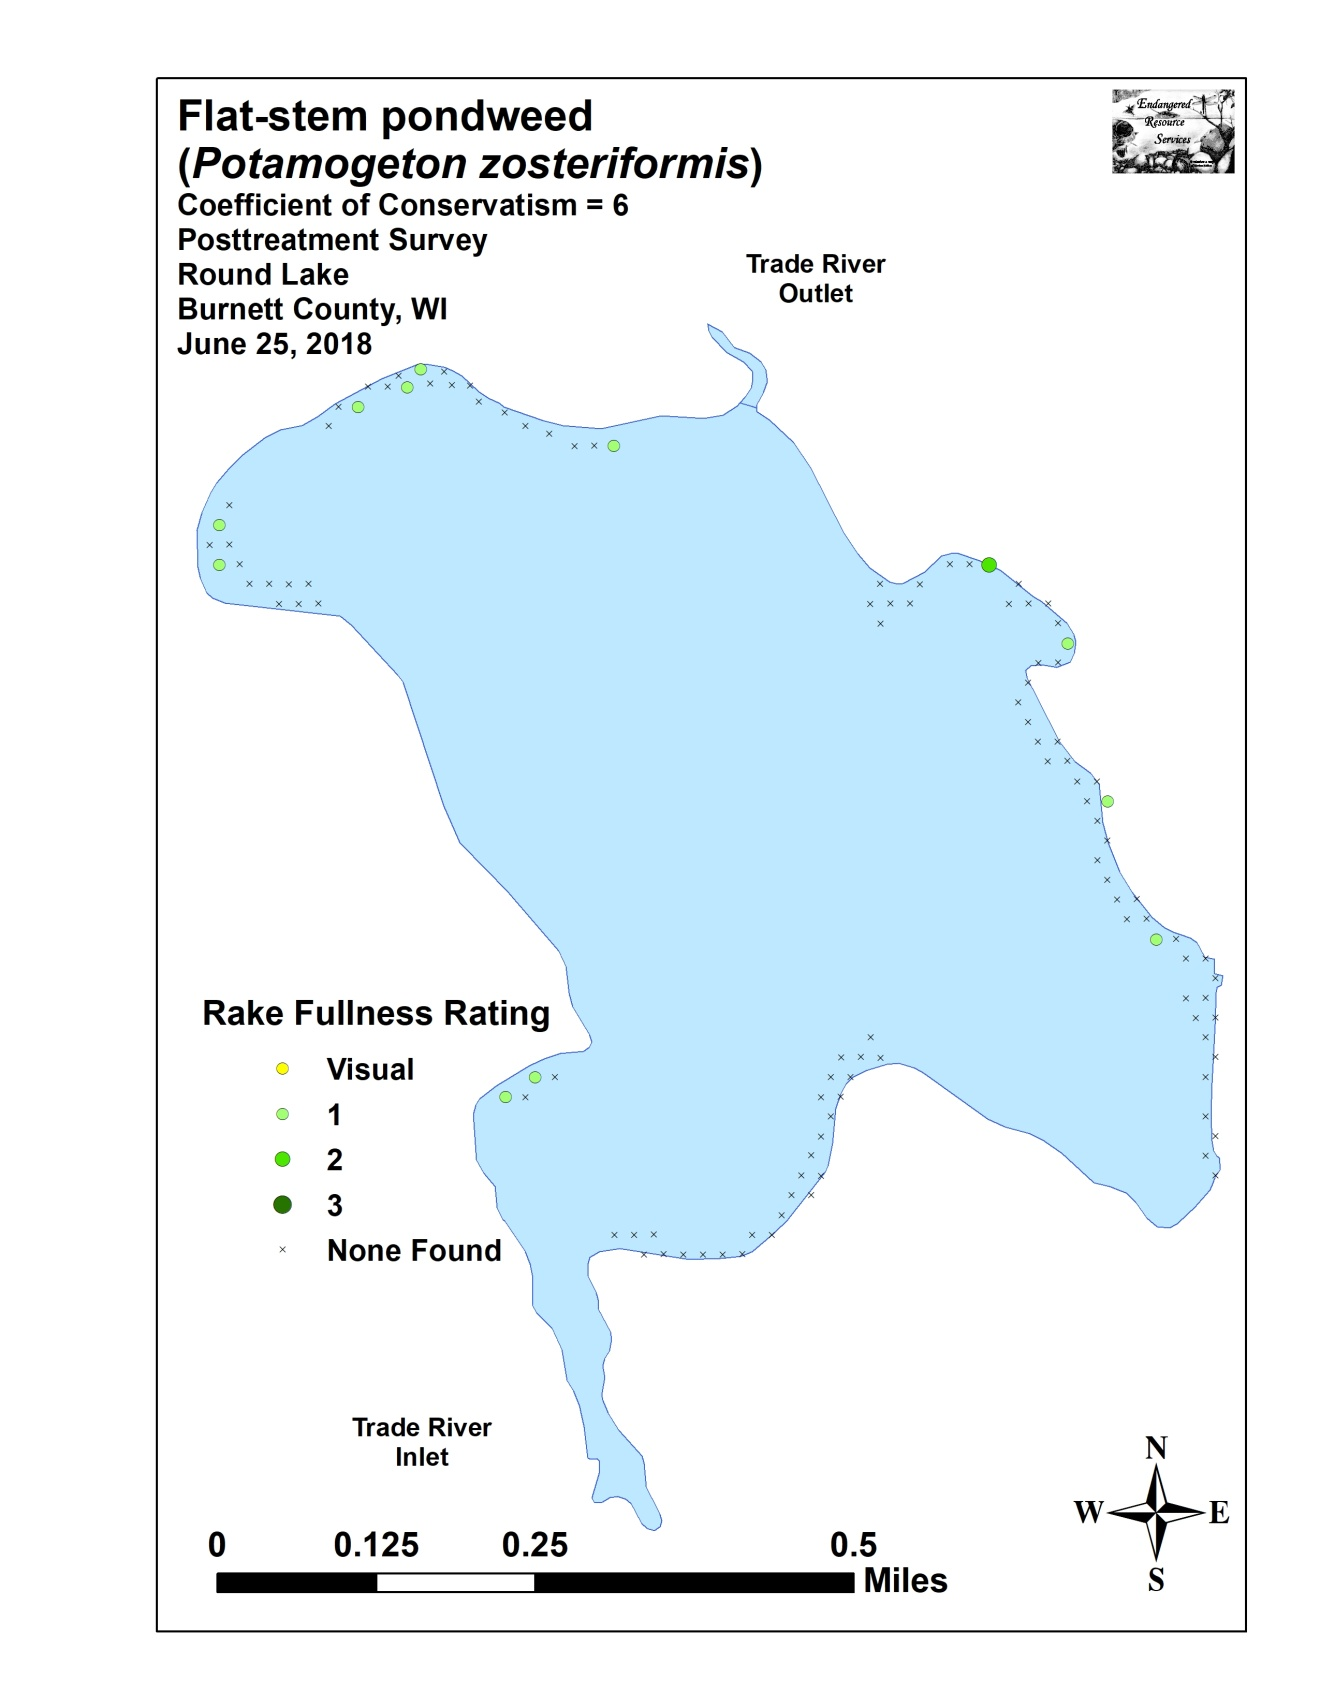 Flat-stem pondweed
(Potamogeton zosteriformis)
Coefficient of Conservatism = 6
Posttreatment Survey
Round Lake
Burnett County, WI
June 25, 2018
Endangered
Resource
Services
Trade River
Outlet
Rake Fullness Rating
Visual
1
2
3
None Found
Trade River
Inlet
N
W E
S
0 0.125 0.25 0.5
Miles